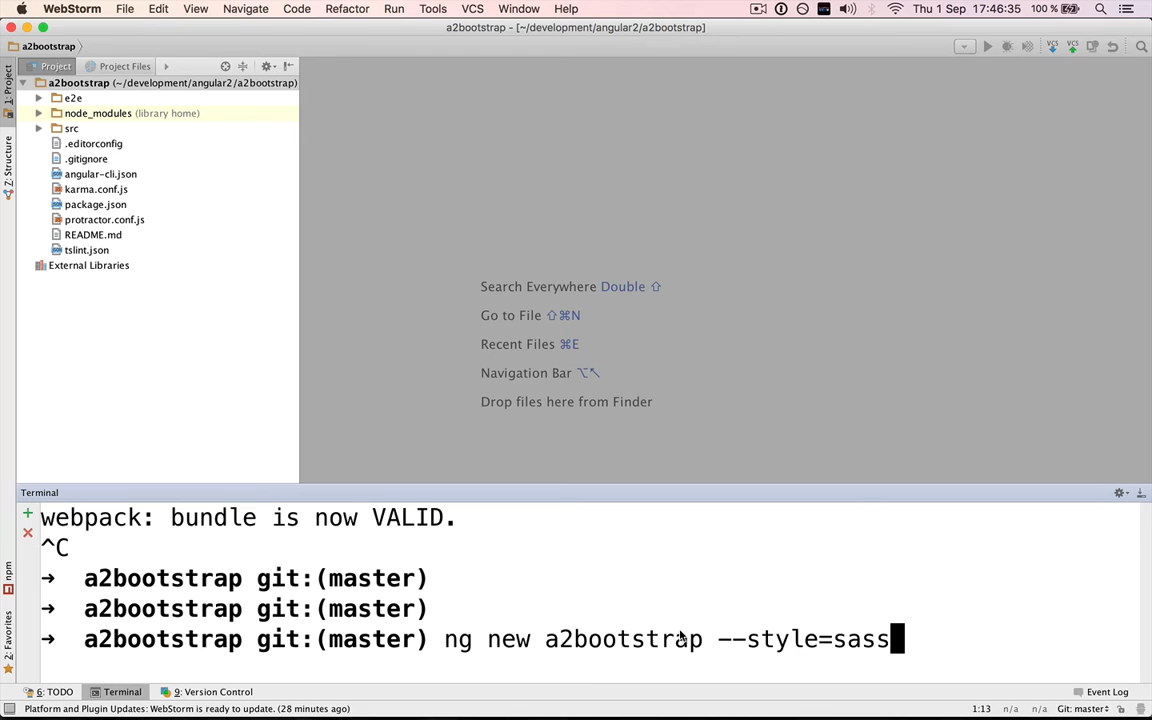 WebStorm File Edit View Navigate Code Refactor Run Tools VCS Window Help Thu 1 Sep 17:46:35 100 %
a2bootstrap - [~/development/angular2/a2bootstrap]
a2bootstrap
Project Project Files
1: Project
Z: Structure
npm
2: Favorites
a2bootstrap (~/development/angular2/a2bootstrap)
e2e
node_modules (library home)
src
.editorconfig
.gitignore
angular-cli.json
karma.conf.js
package.json
protractor.conf.js
README.md
tslint.json
External Libraries
Search Everywhere Double ⇧
Go to File ⇧⌘N
Recent Files ⌘E
Navigation Bar ⌥↖
Drop files here from Finder
Terminal
webpack: bundle is now VALID.
^C
→ a2bootstrap git:(master)
→ a2bootstrap git:(master)
→ a2bootstrap git:(master) ng new a2bootstrap --style=sass
6: TODO Terminal 9: Version Control Event Log
Platform and Plugin Updates: WebStorm is ready to update. (28 minutes ago) 1:13 n/a n/a Git: master